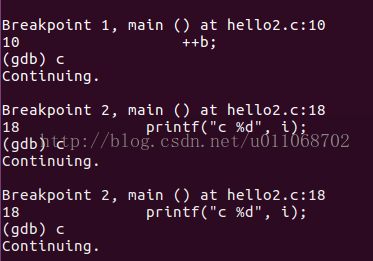 Breakpoint 1, main () at hello2.c:10
10                      ++b;
(gdb) c
Continuing.
Breakpoint 2, main () at hello2.c:18
18                  printf("c %d", i);
http://blog.csdn.net/u011068702
(gdb) c
Continuing.
Breakpoint 2, main () at hello2.c:18
18                  printf("c %d", i);
(gdb) c
Continuing.